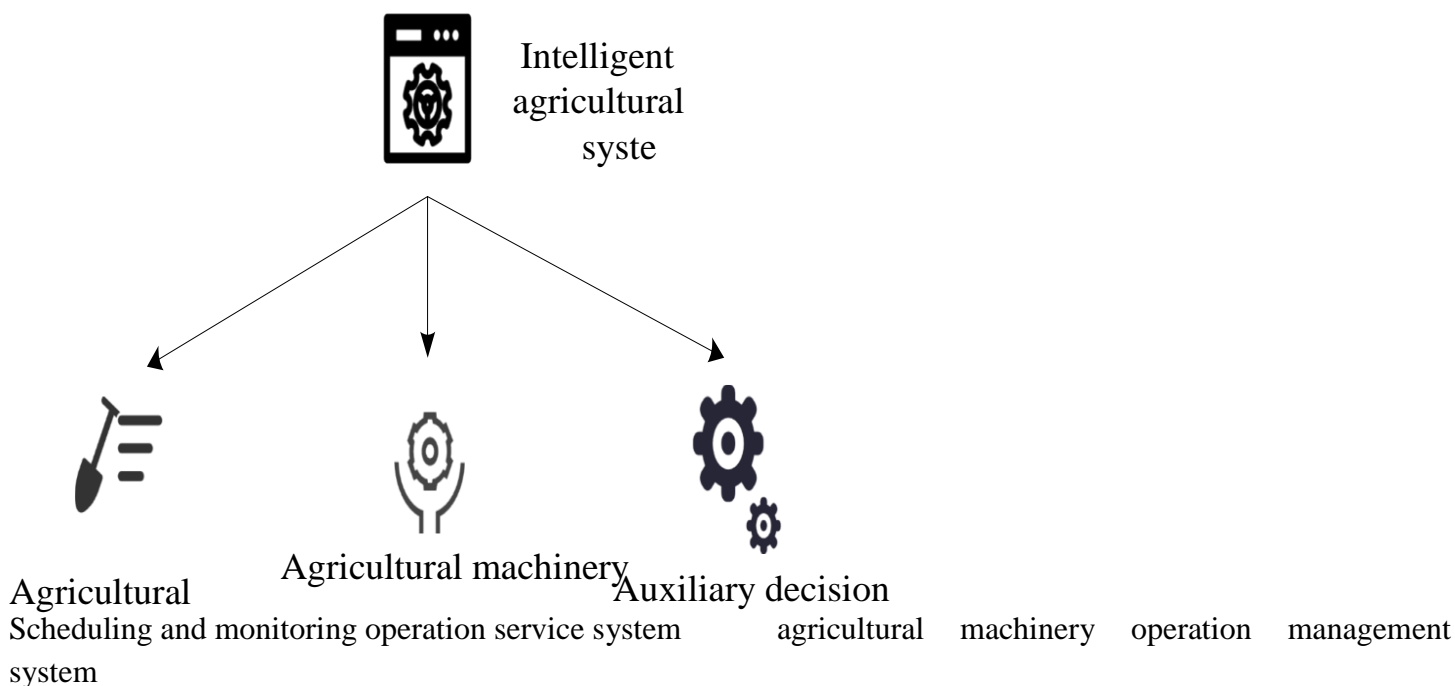 Intelligent
agricultural
syste
Agricultural machinery
Agricultural
Auxiliary decision
Scheduling and monitoring operation service system agricultural machinery operation management
system